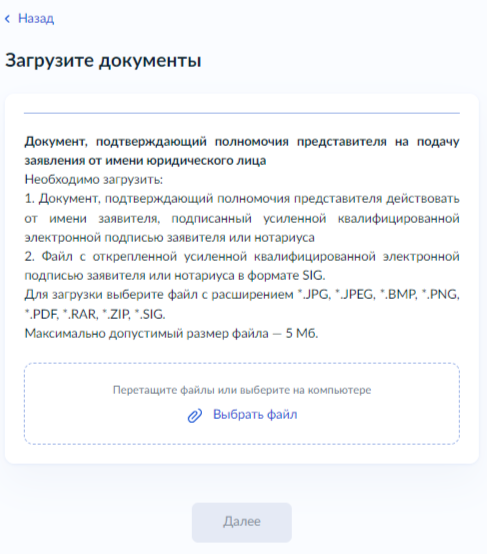 Назад
Загрузите документы
Документ, подтверждающий полномочия представителя на подачу
заявления от имени юридического лица
Необходимо загрузить:
1. Документ, подтверждающий полномочия представителя действовать
от имени заявителя, подписанный усиленной квалифицированной
электронной подписью заявителя или нотариуса
2. Файл с открепленной усиленной квалифицированной электронной
подписью заявителя или нотариуса в формате SIG.
Для загрузки выберите файл с расширением *.JPG, *.JPEG, *.BMP, *.PNG,
*.PDF, *.RAR, *.ZIP, *.SIG.
Максимально допустимый размер файла — 5 Мб.
Перетащите файлы или выберите на компьютере
Выбрать файл
Далее